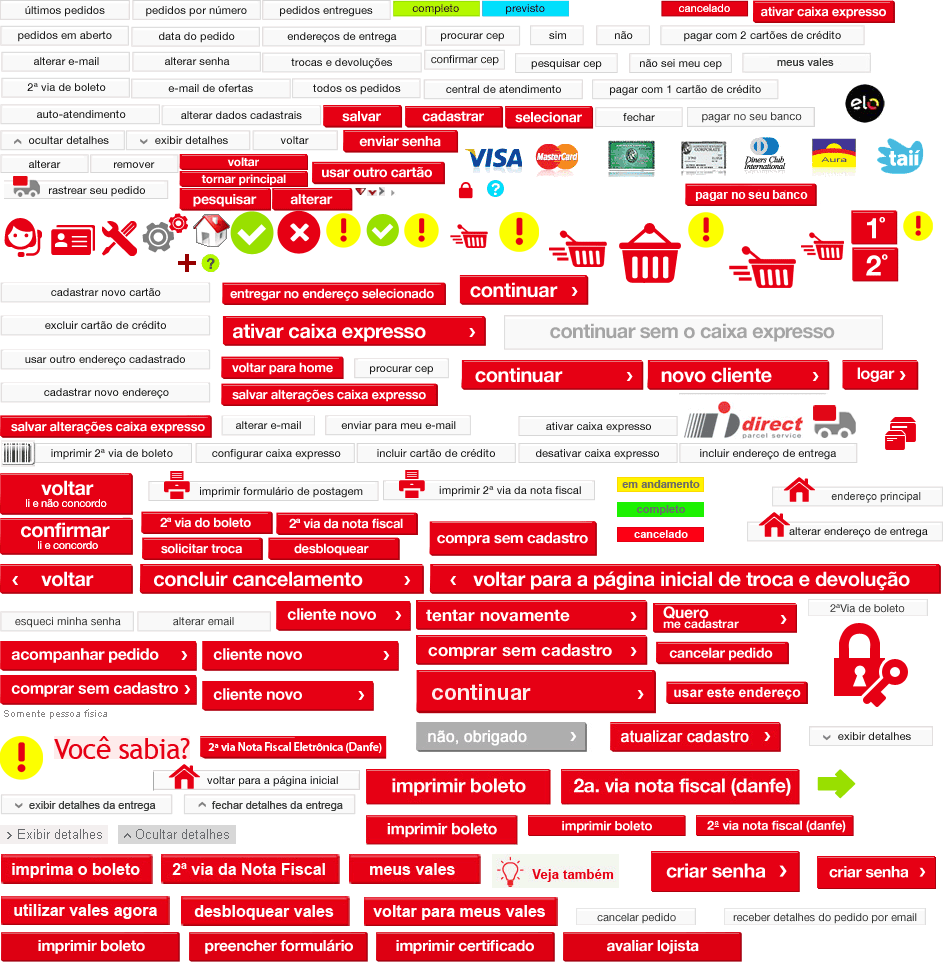 últimos pedidos
pedidos por número
pedidos entregues
completo
previsto
cancelado
ativar caixa expresso
pedidos em aberto
data do pedido
endereços de entrega
procurar cep
sim
não
pagar com 2 cartões de crédito
alterar e-mail
alterar senha
trocas e devoluções
confirmar cep
pesquisar cep
não sei meu cep
meus vales
2ª via de boleto
e-mail de ofertas
todos os pedidos
central de atendimento
pagar com 1 cartão de crédito
elo
auto-atendimento
alterar dados cadastrais
salvar
cadastrar
selecionar
fechar
pagar no seu banco
ocultar detalhes
exibir detalhes
voltar
enviar senha
VISA
MasterCard
Diners Club
International
Aura
taií
alterar
remover
voltar
tornar principal
usar outro cartão
rastrear seu pedido
pesquisar
alterar
?
pagar no seu banco
!
!
!
!
1º
!
2º
?
cadastrar novo cartão
entregar no endereço selecionado
continuar ›
excluir cartão de crédito
ativar caixa expresso ›
continuar sem o caixa expresso
usar outro endereço cadastrado
voltar para home
procurar cep
continuar ›
novo cliente ›
logar ›
cadastrar novo endereço
salvar alterações caixa expresso
salvar alterações caixa expresso
alterar e-mail
enviar para meu e-mail
ativar caixa expresso
direct
parcel service
imprimir 2ª via de boleto
configurar caixa expresso
incluir cartão de crédito
desativar caixa expresso
incluir endereço de entrega
voltar
li e não concordo
imprimir formulário de postagem
imprimir 2ª via da nota fiscal
em andamento
endereço principal
completo
confirmar
li e concordo
2ª via do boleto
2ª via da nota fiscal
compra sem cadastro
cancelado
alterar endereço de entrega
solicitar troca
desbloquear
‹ voltar
concluir cancelamento ›
‹ voltar para a página inicial de troca e devolução
esqueci minha senha
alterar email
cliente novo ›
tentar novamente ›
Quero
me cadastrar ›
2ªVia de boleto
acompanhar pedido ›
cliente novo ›
comprar sem cadastro ›
cancelar pedido
comprar sem cadastro ›
cliente novo ›
continuar ›
usar este endereço
Somente pessoa física
não, obrigado ›
atualizar cadastro ›
exibir detalhes
!
Você sabia?
2ª via Nota Fiscal Eletrônica (Danfe)
voltar para a página inicial
imprimir boleto
2a. via nota fiscal (danfe)
exibir detalhes da entrega
fechar detalhes da entrega
Exibir detalhes
Ocultar detalhes
imprimir boleto
imprimir boleto
2ª via nota fiscal (danfe)
imprima o boleto
2ª via da Nota Fiscal
meus vales
Veja também
criar senha ›
criar senha ›
utilizar vales agora
desbloquear vales
voltar para meus vales
cancelar pedido
receber detalhes do pedido por email
imprimir boleto
preencher formulário
imprimir certificado
avaliar lojista